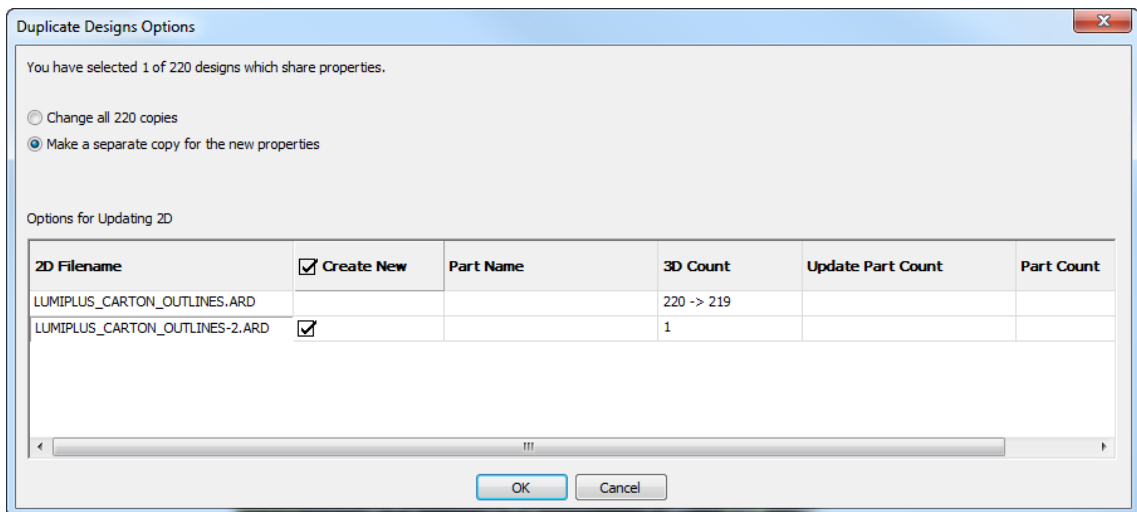 Duplicate Designs Options
You have selected 1 of 220 designs which share properties.
Change all 220 copies
Make a separate copy for the new properties
Options for Updating 2D
2D Filename Create New Part Name 3D Count Update Part Count Part Count
LUMIPLUS_CARTON_OUTLINES.ARD 220 -> 219
LUMIPLUS_CARTON_OUTLINES-2.ARD 1
OK Cancel